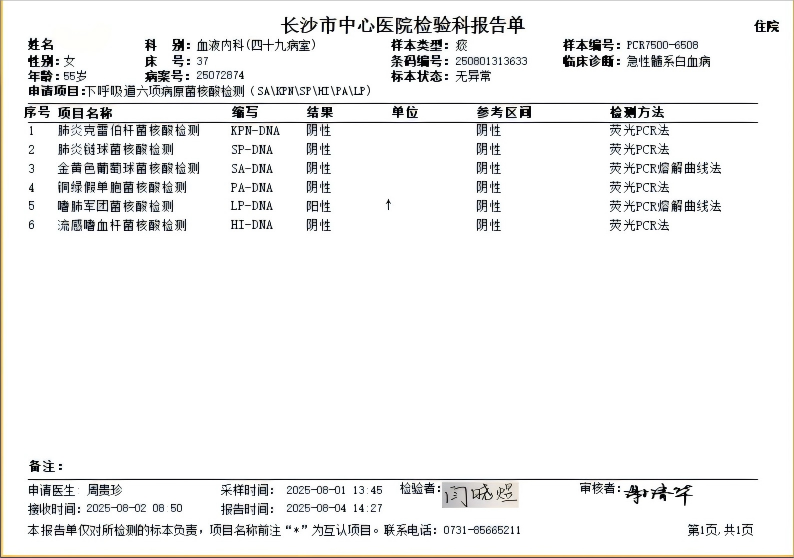 长沙市中心医院检验科报告单 住院
姓名 科 别：血液内科(四十九病室) 样本类型：痰 样本编号：PCR7500-6508
性别：女 床 号：37 条码编号：250801313633 临床诊断：急性髓系白血病
年龄：55岁 病案号：25072874 标本状态：无异常
申请项目：下呼吸道六项病原菌核酸检测（SA\KPN\SP\HI\PA\LP）
序号 项目名称 缩写 结果 单位 参考区间 检测方法
1 肺炎克雷伯杆菌核酸检测 KPN-DNA 阴性 阴性 荧光PCR法
2 肺炎链球菌核酸检测 SP-DNA 阴性 阴性 荧光PCR法
3 金黄色葡萄球菌核酸检测 SA-DNA 阴性 阴性 荧光PCR熔解曲线法
4 铜绿假单胞菌核酸检测 PA-DNA 阴性 阴性 荧光PCR法
5 嗜肺军团菌核酸检测 LP-DNA 阳性 ↑ 阴性 荧光PCR熔解曲线法
6 流感嗜血杆菌核酸检测 HI-DNA 阴性 阴性 荧光PCR法
备注：
申请医生：周贵珍 采样时间： 2025-08-01 13:45 检验者：闫晓煜 审核者：
接收时间：2025-08-02 08:50 报告时间： 2025-08-04 14:27
本报告单仅对所检测的标本负责，项目名称前注“*”为互认项目。联系电话：0731-85665211 第1页，共1页